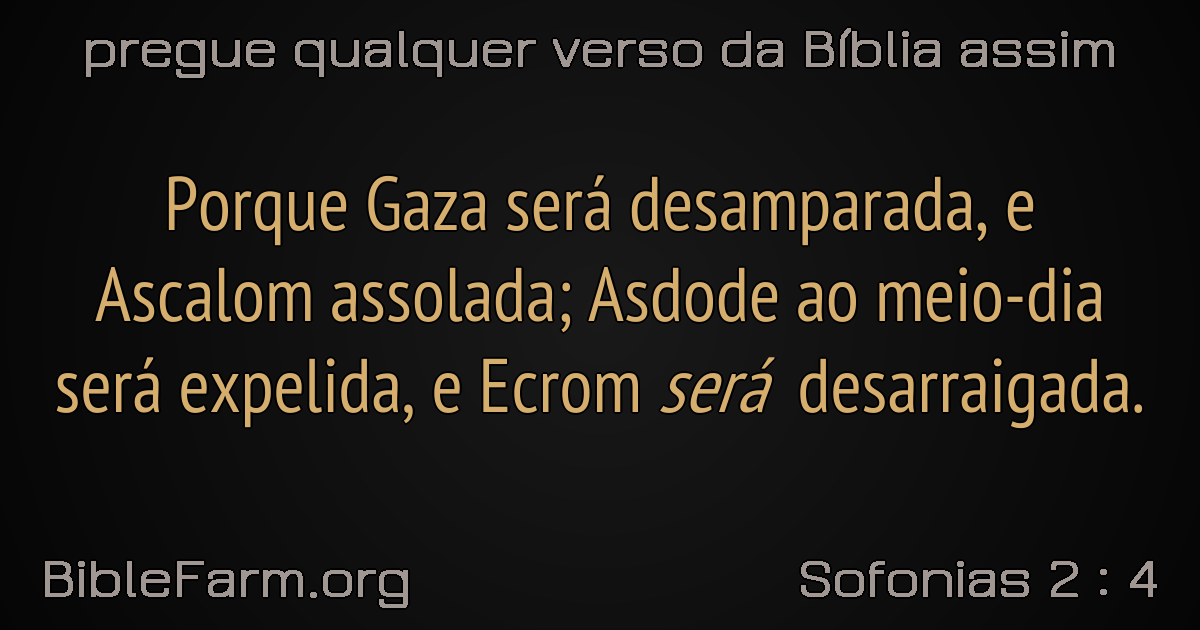 pregue qualquer verso da Bíblia assim
Porque Gaza será desamparada, e
Ascalom assolada; Asdode ao meio-dia
será expelida, e Ecrom será desarraigada.
BibleFarm.org
Sofonias 2 : 4